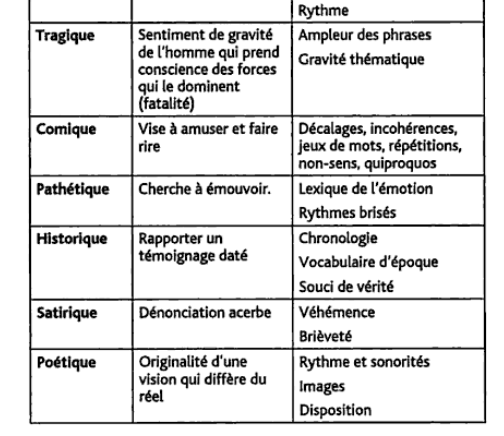 Rythme
Tragique
Sentiment de gravité
de l'homme qui prend
conscience des forces
qui le dominent
(fatalité)
Ampleur des phrases
Gravité thématique
Comique
Vise à amuser et faire
rire
Décalages, incohérences,
jeux de mots, répétitions,
non-sens, quiproquos
Pathétique
Cherche à émouvoir.
Lexique de l'émotion
Rythmes brisés
Historique
Rapporter un
témoignage daté
Chronologie
Vocabulaire d'époque
Souci de vérité
Satirique
Dénonciation acerbe
Véhémence
Brièveté
Poétique
Originalité d'une
vision qui diffère du
réel
Rythme et sonorités
Images
Disposition